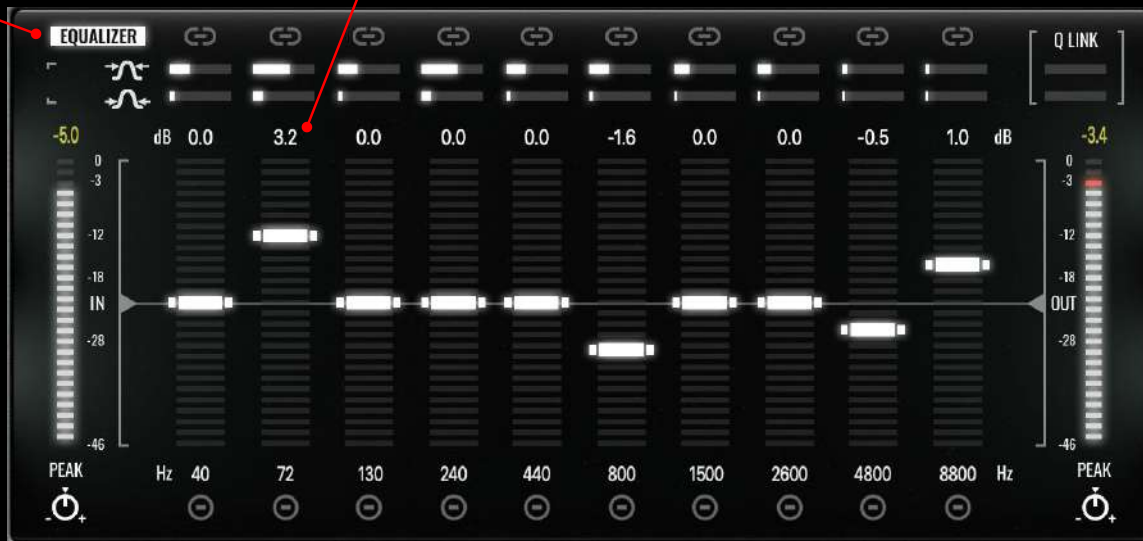 EQUALIZER
Q LINK
-5.0 dB 0.0 3.2 0.0 0.0 0.0 -1.6 0.0 0.0 -0.5 1.0 dB -3.4
0 0
-3 -3
-12 -12
-18 -18
IN OUT
-28 -28
-46 -46
PEAK Hz 40 72 130 240 440 800 1500 2600 4800 8800 Hz PEAK
- + - +